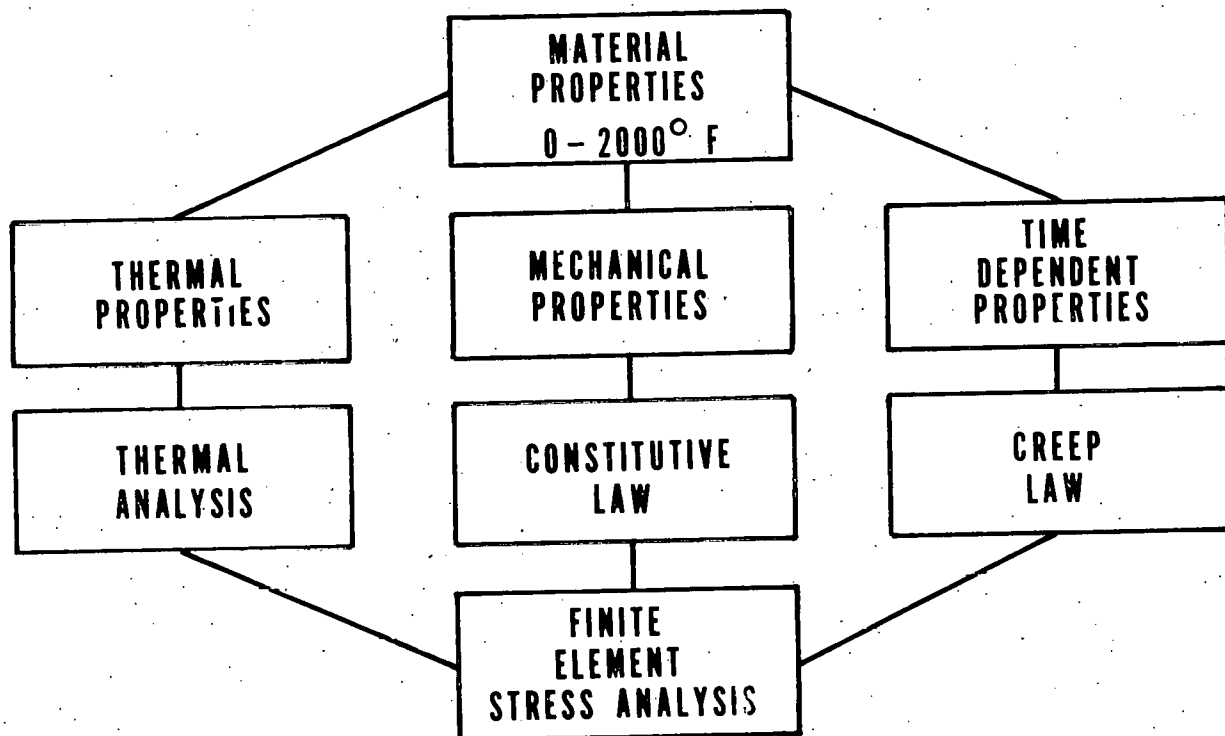 MATERIAL
PROPERTIES
0 – 2000° F
THERMAL
PROPERTIES
MECHANICAL
PROPERTIES
TIME
DEPENDENT
PROPERTIES
THERMAL
ANALYSIS
CONSTITUTIVE
LAW
CREEP
LAW
FINITE
ELEMENT
STRESS ANALYSIS